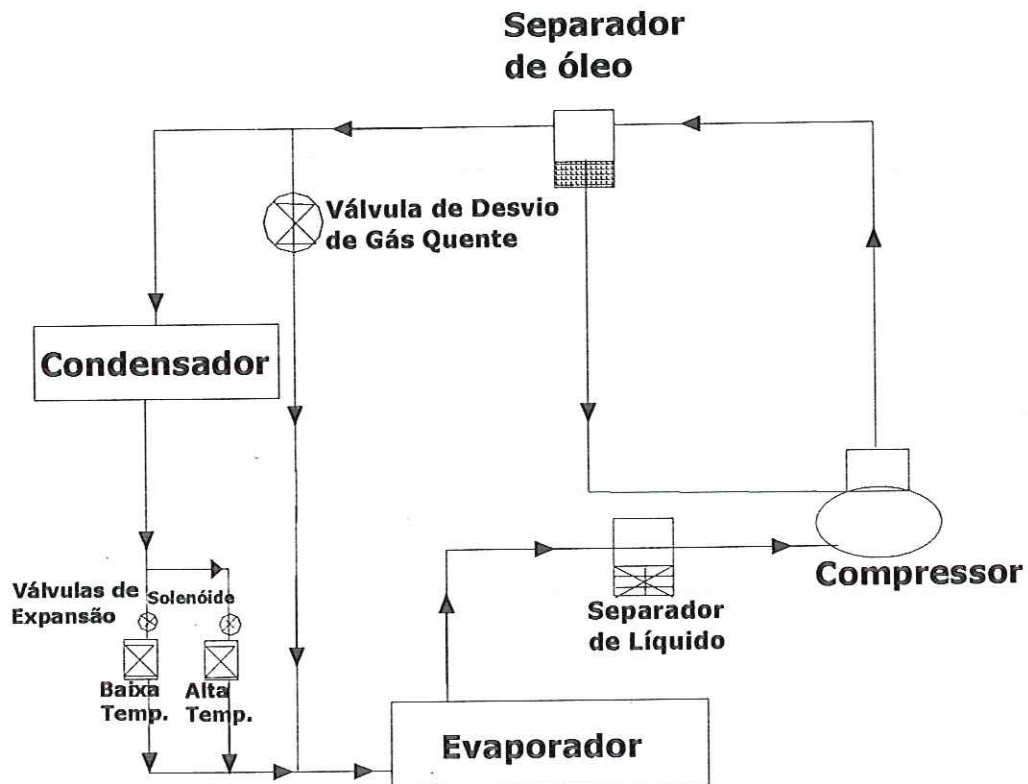 Separador
de óleo
Válvula de Desvio
de Gás Quente
Condensador
Compressor
Válvulas de
Expansão
Solenóide
Separador
de Líquido
Baixa
Temp.
Alta
Temp.
Evaporador